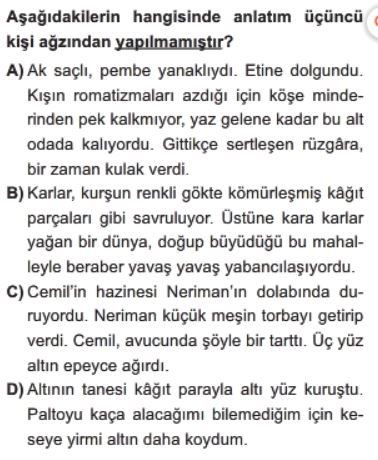 Aşağıdakilerin hangisinde anlatım üçüncü
kişi ağzından yapılmamıştır?
A) Ak saçlı, pembe yanaklıydı. Etine dolgundu.
Kışın romatizmaları azdığı için köşe minde-
rinden pek kalkmıyor, yaz gelene kadar bu alt
odada kalıyordu. Gittikçe sertleşen rüzgâra,
bir zaman kulak verdi.
B) Karlar, kurşun renkli gökte kömürleşmiş kâğıt
parçaları gibi savruluyor. Üstüne kara karlar
yağan bir dünya, doğup büyüdüğü bu mahal-
leyle beraber yavaş yavaş yabancılaşıyordu.
C) Cemil'in hazinesi Neriman'ın dolabında du-
ruyordu. Neriman küçük meşin torbayı getirip
verdi. Cemil, avucunda şöyle bir tarttı. Üç yüz
altın epeyce ağırdı.
D) Altının tanesi kâğıt parayla altı yüz kuruştu.
Paltoyu kaça alacağımı bilemediğim için ke-
seye yirmi altın daha koydum.